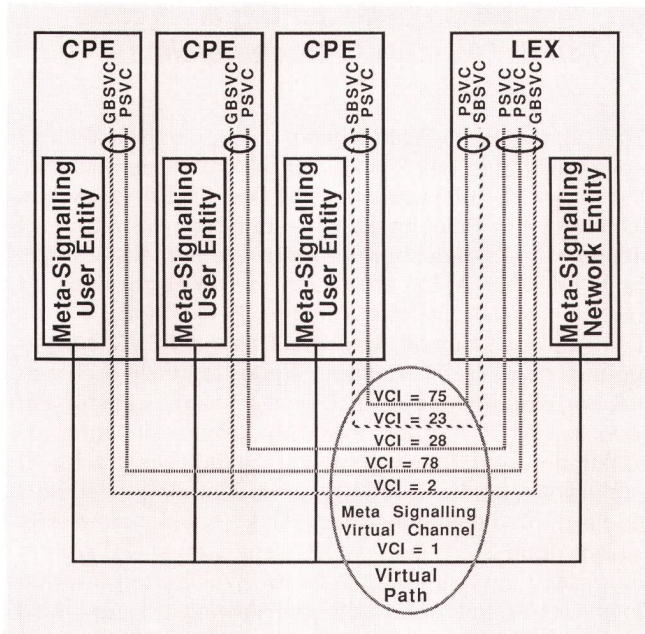 CPE
CPE
CPE
LEX
GBSVC
PSVC
GBSVC
PSVC
SBSVC
PSVC
PSVC
SBSVC
PSVC
PSVC
GBSVC
Meta-Signalling
User Entity
Meta-Signalling
User Entity
Meta-Signalling
User Entity
Meta-Signalling
Network Entity
VCI = 75
VCI = 23
VCI = 28
VCI = 78
VCI = 2
Meta Signalling
Virtual Channel
VCI = 1
Virtual
Path